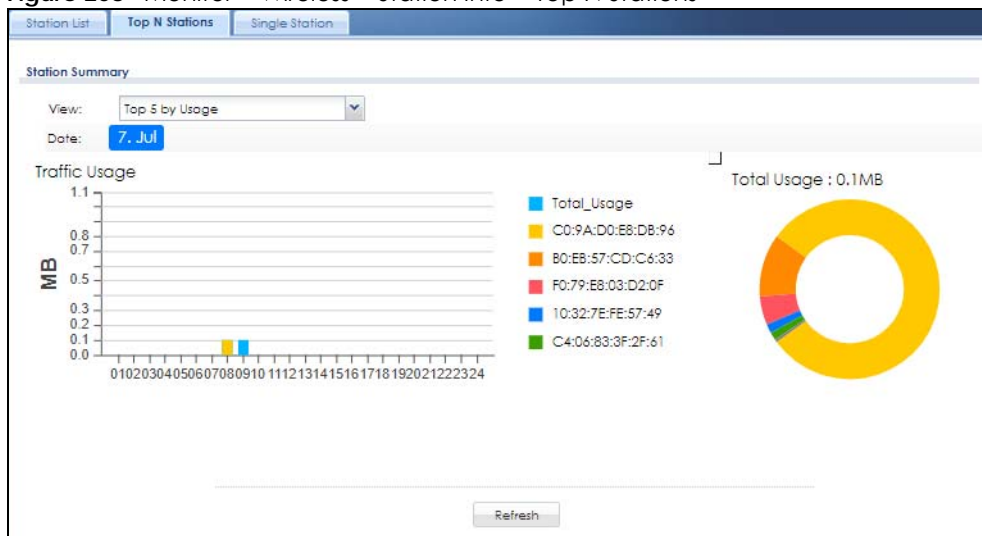 Station List Top N Stations Single Station
Station Summary
View: Top 5 by Usage
Date: 7. Jul
Traffic Usage
Total Usage : 0.1MB
MB
1.1
0.8
0.7
0.5
0.3
0.2
0.1
0.0
01020304050607080910 1112131415161718192021222324
Total_Usage
C0:9A:D0:E8:DB:96
B0:EB:57:CD:C6:33
F0:79:E8:03:D2:0F
10:32:7E:FE:57:49
C4:06:83:3F:2F:61
Refresh